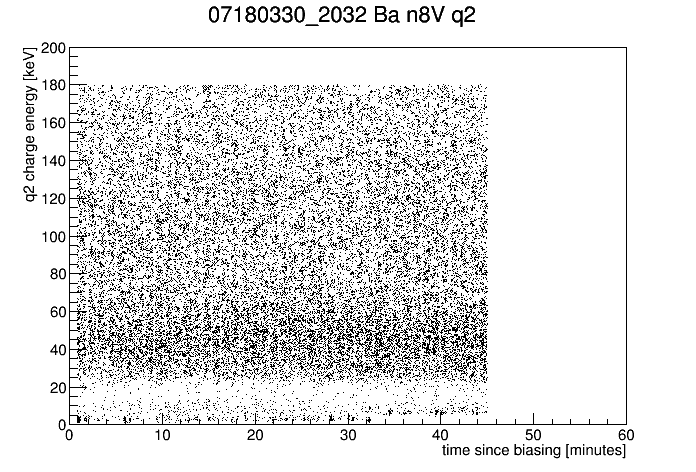 07180330_2032 Ba n8V q2
q2 charge energy [keV]
200
180
160
140
120
100
80
60
40
20
0
0 10 20 30 40 50 60
time since biasing [minutes]